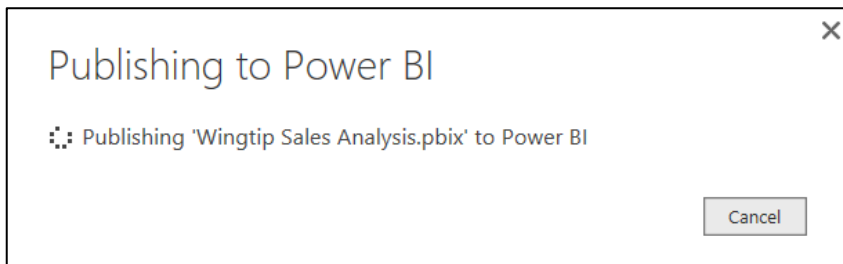 Publishing to Power BI
Publishing 'Wingtip Sales Analysis.pbix' to Power BI
Cancel